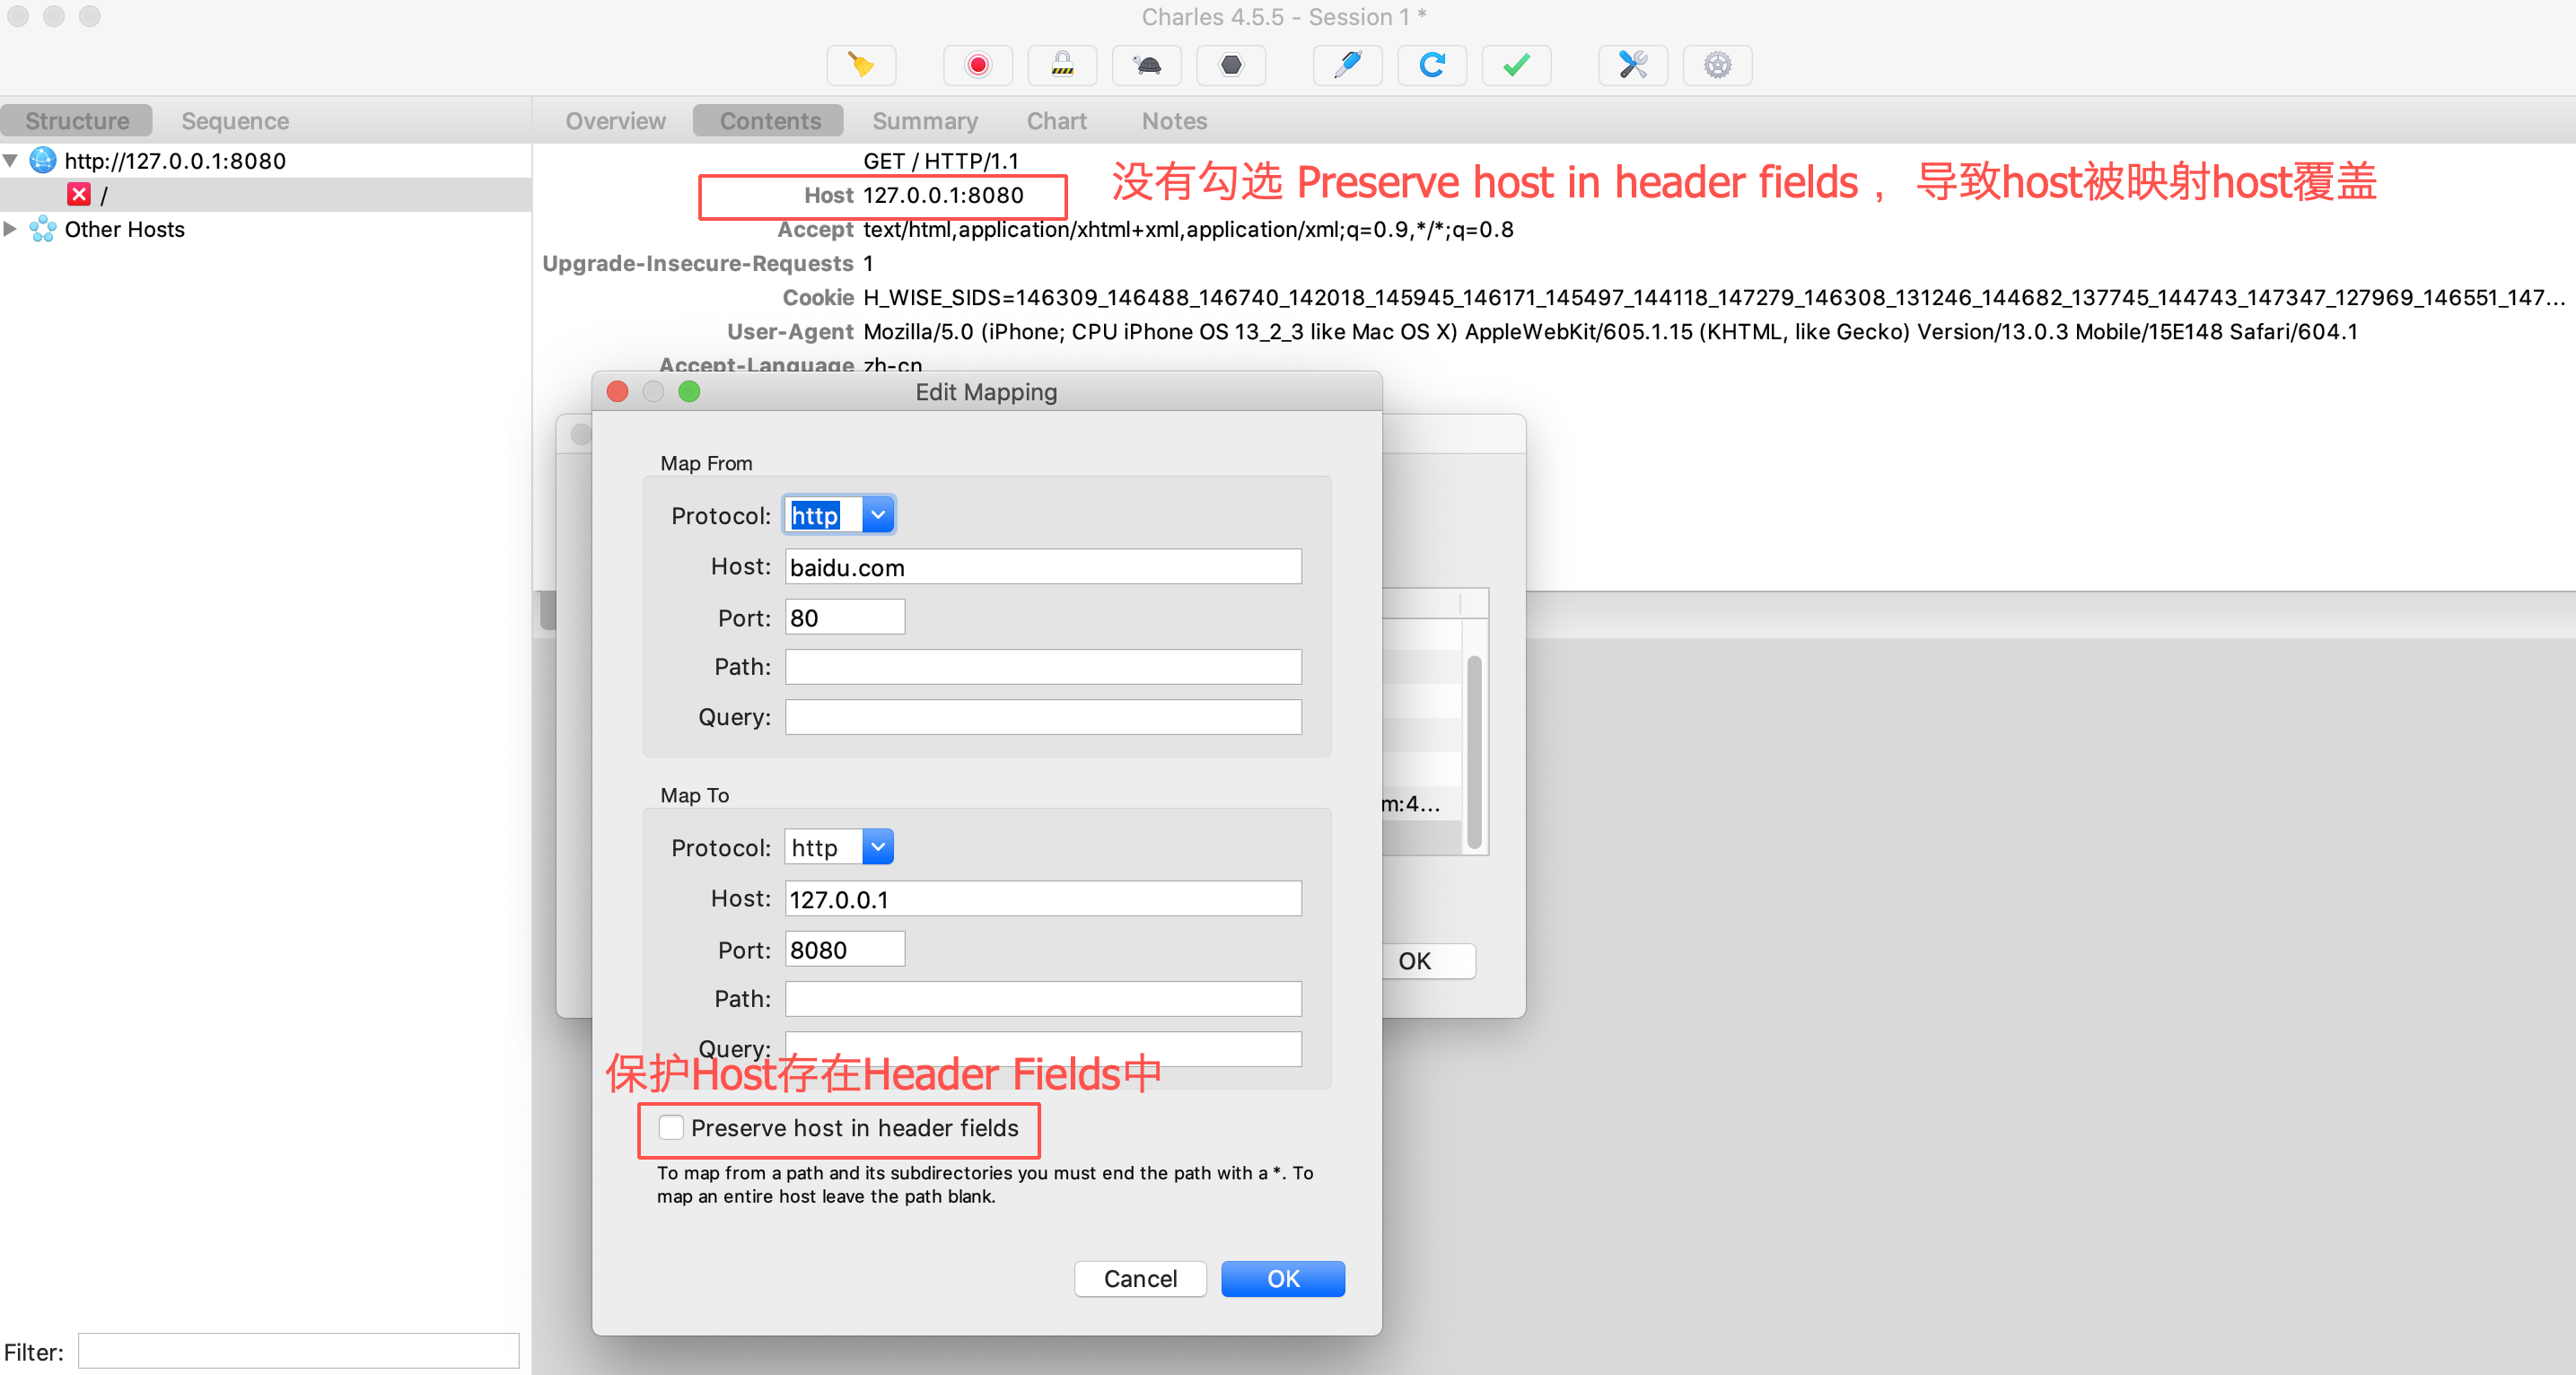 Charles 4.5.5 - Session 1 *
Structure Sequence
Overview Contents Summary Chart Notes
http://127.0.0.1:8080
/
Other Hosts
GET / HTTP/1.1
Host 127.0.0.1:8080
没有勾选 Preserve host in header fields ，导致host被映射host覆盖
Accept text/html,application/xhtml+xml,application/xml;q=0.9,*/*;q=0.8
Upgrade-Insecure-Requests 1
Cookie H_WISE_SIDS=146309_146488_146740_142018_145945_146171_145497_144118_147279_146308_131246_144682_137745_144743_147347_127969_146551_147...
User-Agent Mozilla/5.0 (iPhone; CPU iPhone OS 13_2_3 like Mac OS X) AppleWebKit/605.1.15 (KHTML, like Gecko) Version/13.0.3 Mobile/15E148 Safari/604.1
Accept-Language zh-cn
Edit Mapping
Map From
Protocol: http
Host: baidu.com
Port: 80
Path:
Query:
Map To
Protocol: http
Host: 127.0.0.1
Port: 8080
Path:
Query:
保护Host存在Header Fields中
Preserve host in header fields
To map from a path and its subdirectories you must end the path with a *. To
map an entire host leave the path blank.
Cancel OK
m:4...
OK
Filter: